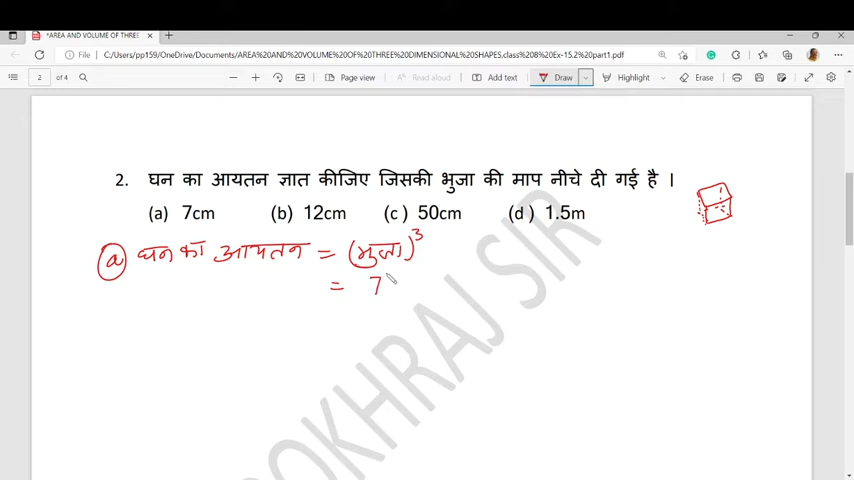 *AREA AND VOLUME OF THREE
File
C:/Users/pp159/OneDrive/Documents/AREA%20AND%20VOLUME%20OF%20THREE%20DIMENSIONAL%20SHAPES,class%208%20Ex-15.2%20part1.pdf
2 of 4 Page view Read aloud Add text Draw Highlight Erase
2. घन का आयतन ज्ञात कीजिए जिसकी भुजा की माप नीचे दी गई है ।
(a) 7cm (b) 12cm (c ) 50cm (d ) 1.5m
a घन का आयतन = (भुजा)³
= 7
OKHRAJ SIR